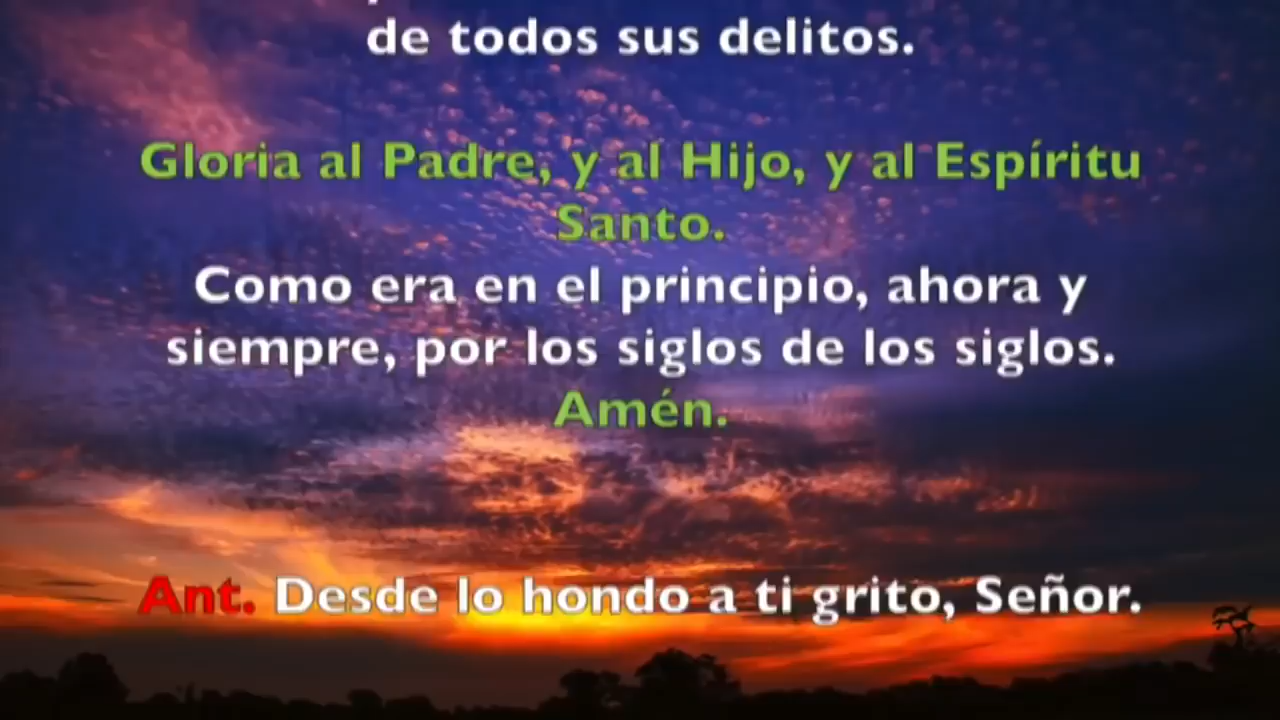 de todos sus delitos.
Gloria al Padre, y al Hijo, y al Espíritu
Santo.
Como era en el principio, ahora y
siempre, por los siglos de los siglos.
Amén.
Ant. Desde lo hondo a ti grito, Señor.